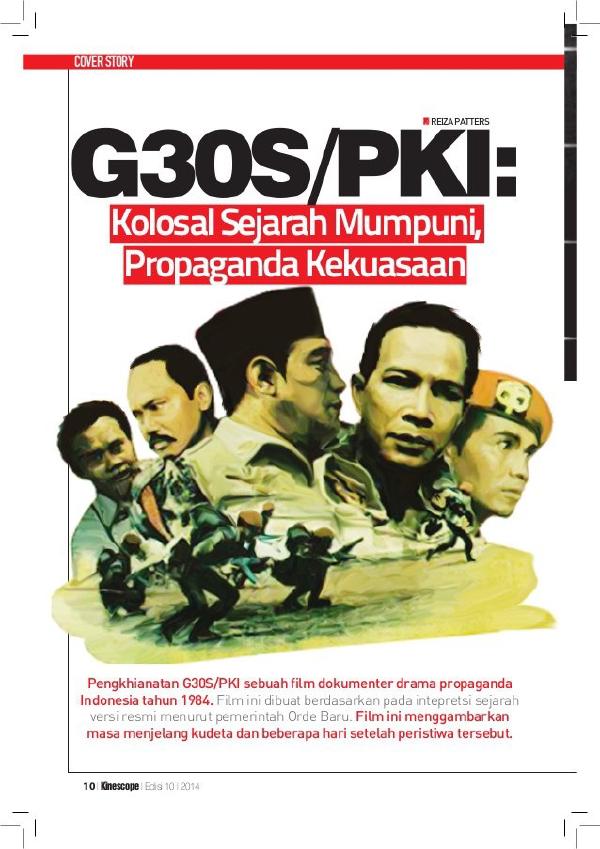 COVER STORY
REIZA PATTERS
G30S/PKI:
Kolosal Sejarah Mumpuni,
Propaganda Kekuasaan
Pengkhianatan G30S/PKI sebuah film dokumenter drama propaganda
Indonesia tahun 1984. Film ini dibuat berdasarkan pada intepretsi sejarah
versi resmi menurut pemerintah Orde Baru. Film ini menggambarkan
masa menjelang kudeta dan beberapa hari setelah peristiwa tersebut.
10 | Kinescope | Edisi 10 | 2014